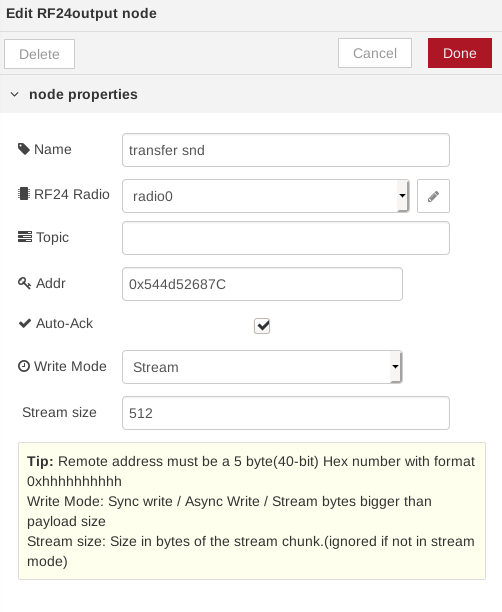 Edit RF24output node
Delete
Cancel
Done
node properties
Name
transfer snd
RF24 Radio
radio0
Topic
Addr
0x544d52687C
Auto-Ack
Write Mode
Stream
Stream size
512
Tip: Remote address must be a 5 byte(40-bit) Hex number with format
0xhhhhhhhhhh
Write Mode: Sync write / Async Write / Stream bytes bigger than
payload size
Stream size: Size in bytes of the stream chunk.(ignored if not in stream
mode)